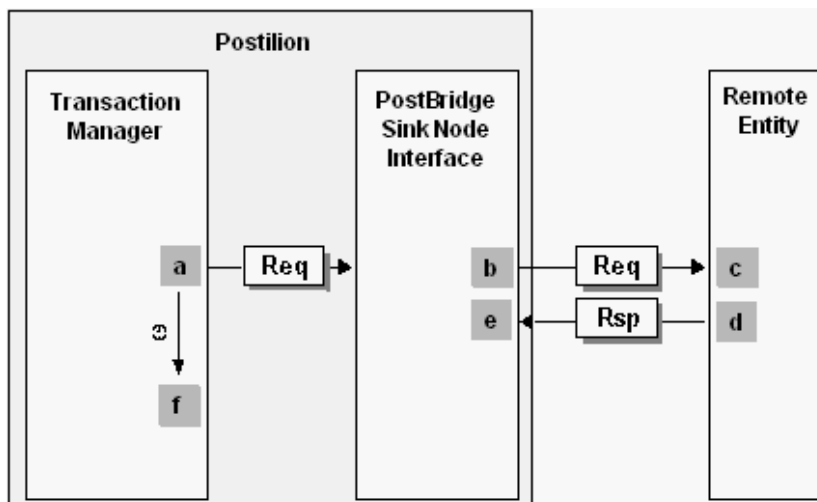 Postilion
Transaction
Manager
PostBridge
Sink Node
Interface
Remote
Entity
a
Req
b
Req
c
e
Rsp
d
f